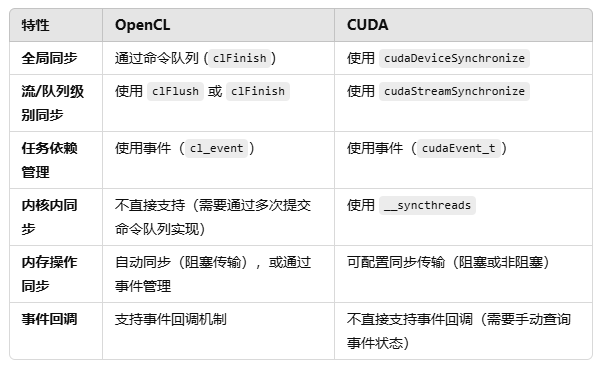 特性 OpenCL CUDA
全局同步 通过命令队列 (clFinish) 使用 cudaDeviceSynchronize
流/队列级 使用 clFlush 或 clFinish 使用 cudaStreamSynchronize
别同步
任务依赖 使用事件（cl_event） 使用事件（cudaEvent_t）
管理
内核内同 不直接支持（需要通过多次提交 使用 __syncthreads
步 命令队列实现）
内存操作 自动同步（阻塞传输），或通过 可配置同步传输（阻塞或非阻塞）
同步 事件管理
事件回调 支持事件回调机制 不直接支持事件回调（需要手动查询
事件状态）